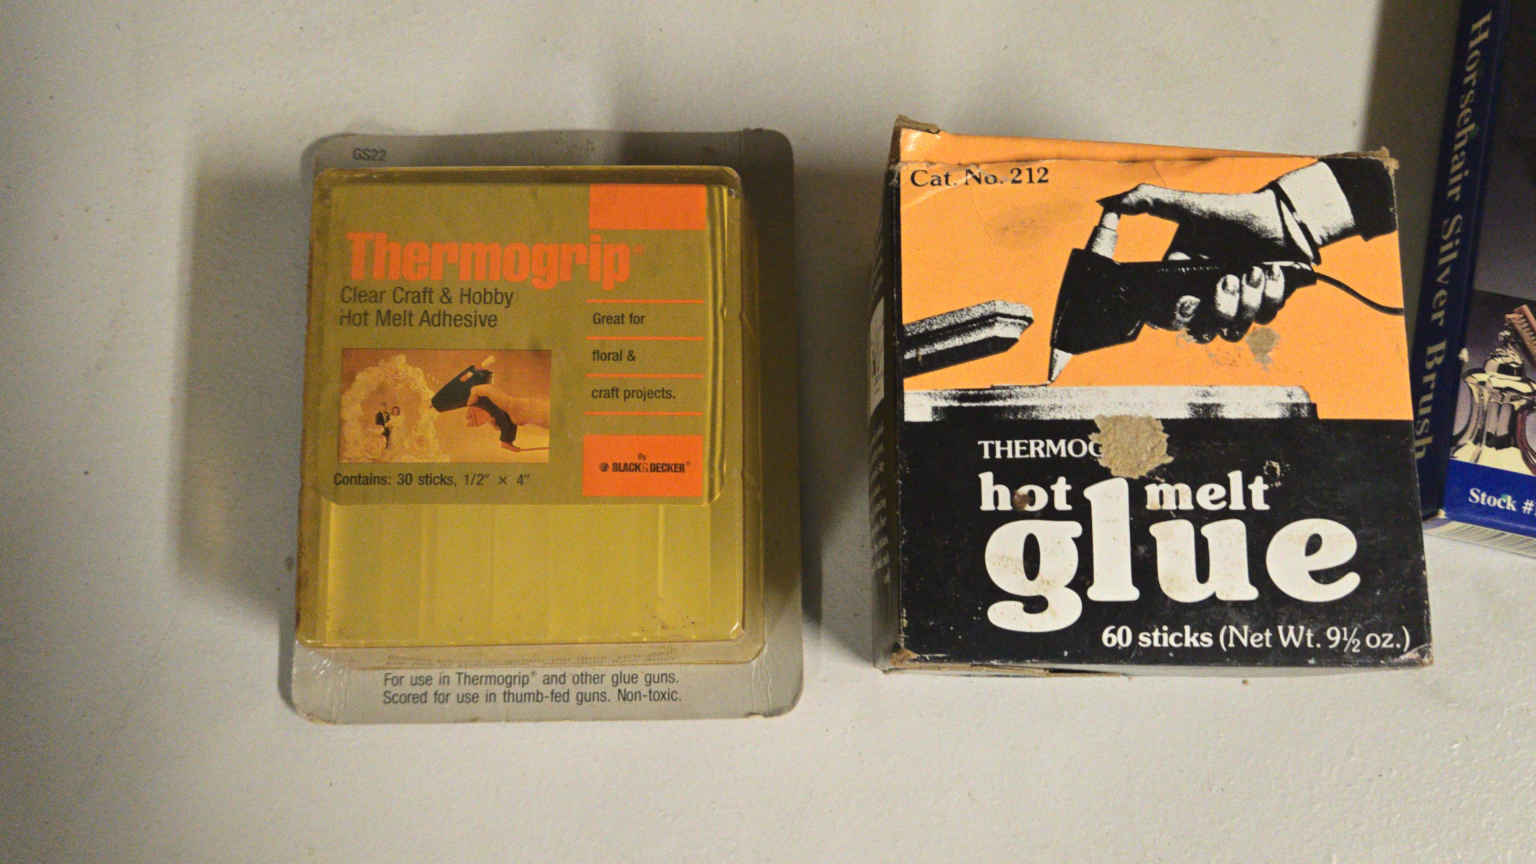 GS22
Thermogrip
Clear Craft & Hobby
Hot Melt Adhesive
Great for
floral &
craft projects.
By
BLACK & DECKER®
Contains: 30 sticks, 1/2" × 4"
For use in Thermogrip® and other glue guns.
Scored for use in thumb-fed guns. Non-toxic.
Cat. No. 212
THERMOG
hot melt
glue
60 sticks (Net Wt. 9½ oz.)
Horsehair Silver Brush
Stock #